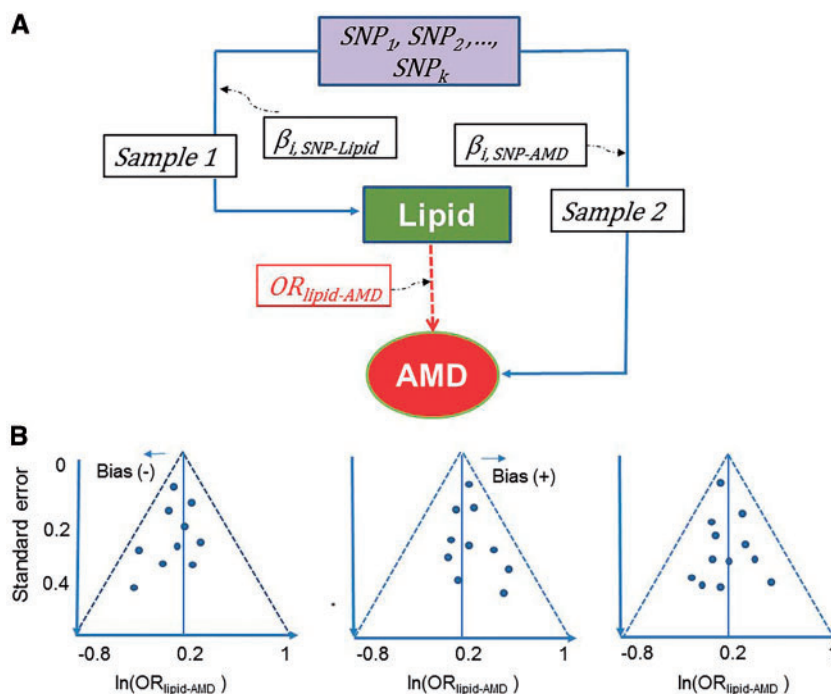 A
SNP1, SNP2,...,
SNPk
βi, SNP-Lipid
βi, SNP-AMD
Sample 1
Sample 2
Lipid
ORlipid-AMD
AMD
B
0
Bias (-)
Bias (+)
Standard error
0.2
0.4
-0.8 0.2 1
-0.8 0.2 1
-0.8 0.2 1
ln(ORlipid-AMD )
ln(ORlipid-AMD )
ln(ORlipid-AMD )